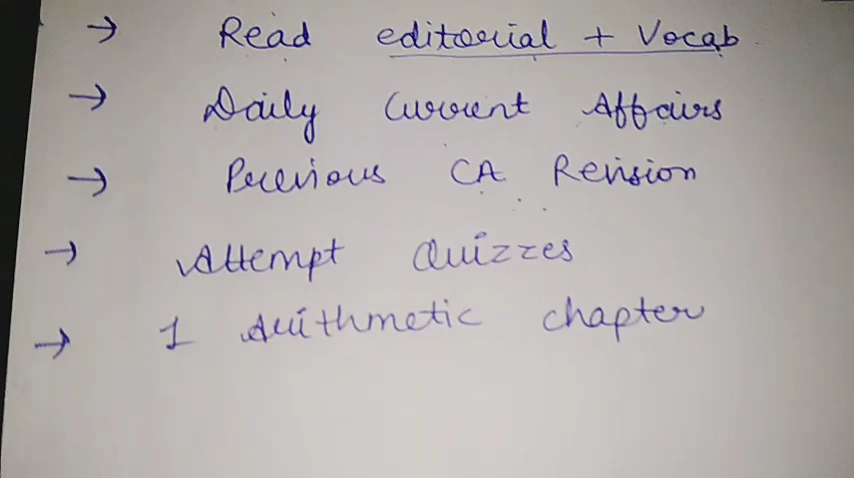 → Read editorial + Vocab
→ Daily Current Affairs
→ Previous CA Revision
→ Attempt Quizzes
→ 1 Arithmetic chapter